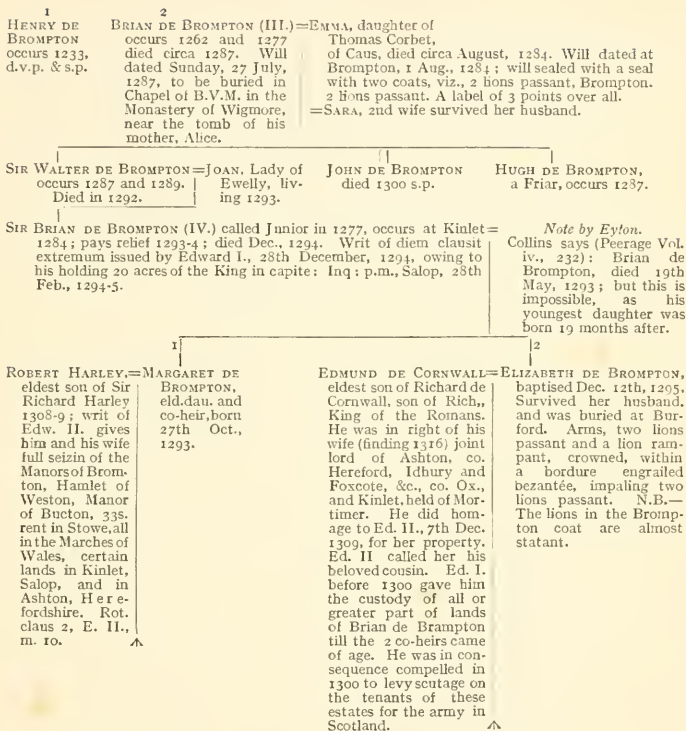 1
HENRY DE
BROMPTON
occurs 1233,
d.v.p. & s.p.
2
BRIAN DE BROMPTON (III.)=EMMA, daughter of
occurs 1262 and 1277
died circa 1287. Will
dated Sunday, 27 July,
1287, to be buried in
Chapel of B.V.M. in the
Monastery of Wigmore,
near the tomb of his
mother, Alice.
Thomas Corbet,
of Caus, died circa August, 1284. Will dated at
Brompton, 1 Aug., 1284; will sealed with a seal
with two coats, viz., 2 lions passant, Brompton.
2 lions passant. A label of 3 points over all.
=SARA, 2nd wife survived her husband.
SIR WALTER DE BROMPTON=JOAN, Lady of
occurs 1287 and 1289.
Died in 1292.
Ewelly, liv-
ing 1293.
JOHN DE BROMPTON
died 1300 s.p.
HUGH DE BROMPTON,
a Friar, occurs 1287.
SIR BRIAN DE BROMPTON (IV.) called Junior in 1277, occurs at Kinlet=
1284; pays relief 1293-4; died Dec., 1294. Writ of diem clausit
extremum issued by Edward I., 28th December, 1294, owing to
his holding 20 acres of the King in capite: Inq: p.m., Salop, 28th
Feb., 1294-5.
Note by Eyton.
Collins says (Peerage Vol.
iv., 232): Brian de
Brompton, died 19th
May, 1293; but this is
impossible, as his
youngest daughter was
born 19 months after.
1
ROBERT HARLEY,=MARGARET DE
eldest son of Sir
Richard Harley
1308-9; writ of
Edw. II. gives
him and his wife
full seizin of the
Manors of Brom-
ton, Hamlet of
Weston, Manor
of Bucton, 33s.
rent in Stowe, all
in the Marches of
Wales, certain
lands in Kinlet,
Salop, and in
Ashton, Here-
fordshire. Rot.
claus 2, E. II.,
m. 10.
BROMPTON,
eld. dau. and
co-heir, born
27th Oct.,
1293.
2
EDMUND DE CORNWALL=ELIZABETH DE BROMPTON,
eldest son of Richard de
Cornwall, son of Rich.,
King of the Romans.
He was in right of his
wife (finding 1316) joint
lord of Ashton, co.
Hereford, Idbury and
Foxcote, &c., co. Ox.,
and Kinlet, held of Mor-
timer. He did hom-
age to Ed. II., 7th Dec.
1309, for her property.
Ed. II called her his
beloved cousin. Ed. I.
before 1300 gave him
the custody of all or
greater part of lands
of Brian de Brampton
till the 2 co-heirs came
of age. He was in con-
sequence compelled in
1300 to levy scutage on
the tenants of these
estates for the army in
Scotland.
baptised Dec. 12th, 1295.
Survived her husband.
and was buried at Bur-
ford. Arms, two lions
passant and a lion ram-
pant, crowned, within
a bordure engrailed
bezantée, impaling two
lions passant. N.B.—
The lions in the Bromp-
ton coat are almost
statant.